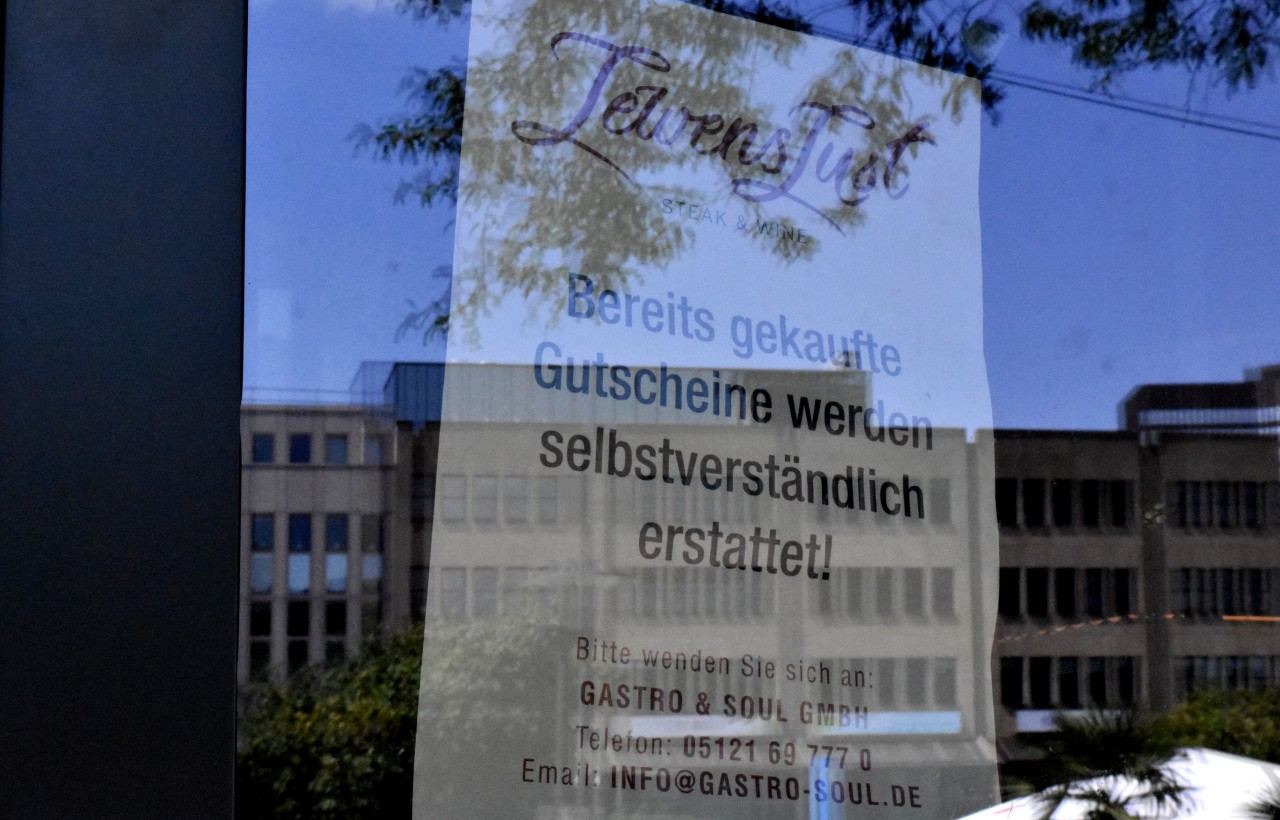 LewensLust
STEAK & WINE
Bereits gekaufte
Gutscheine werden
selbstverständlich
erstattet!
Bitte wenden Sie sich an:
GASTRO & SOUL GMBH
Telefon: 05121 69 777 0
Email: INFO@GASTRO-SOUL.DE